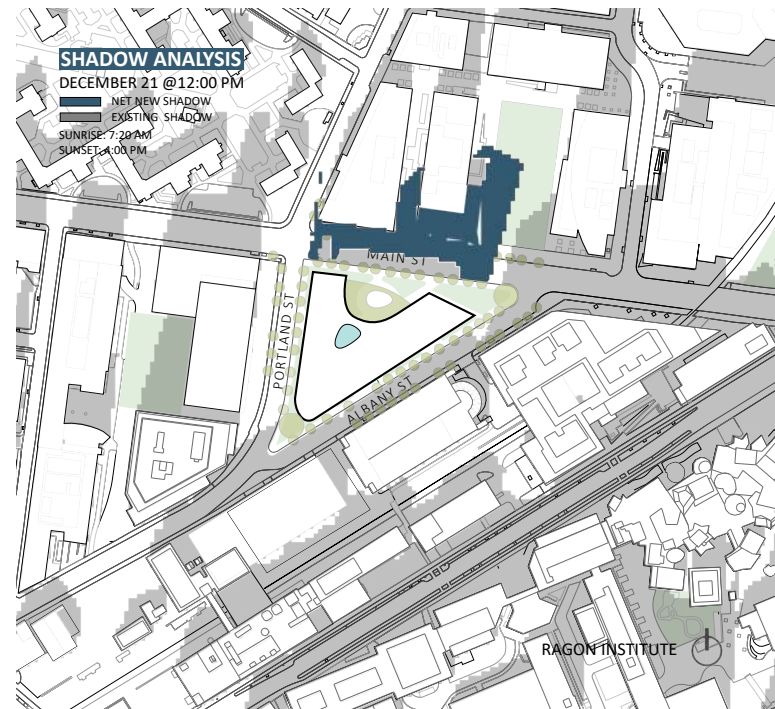 SHADOW ANALYSIS
DECEMBER 21 @12:00 PM
NET NEW SHADOW
EXISTING SHADOW
SUNRISE: 7:20 AM
SUNSET: 4:00 PM
MAIN ST
PORTLAND ST
ALBANY ST
RAGON INSTITUTE